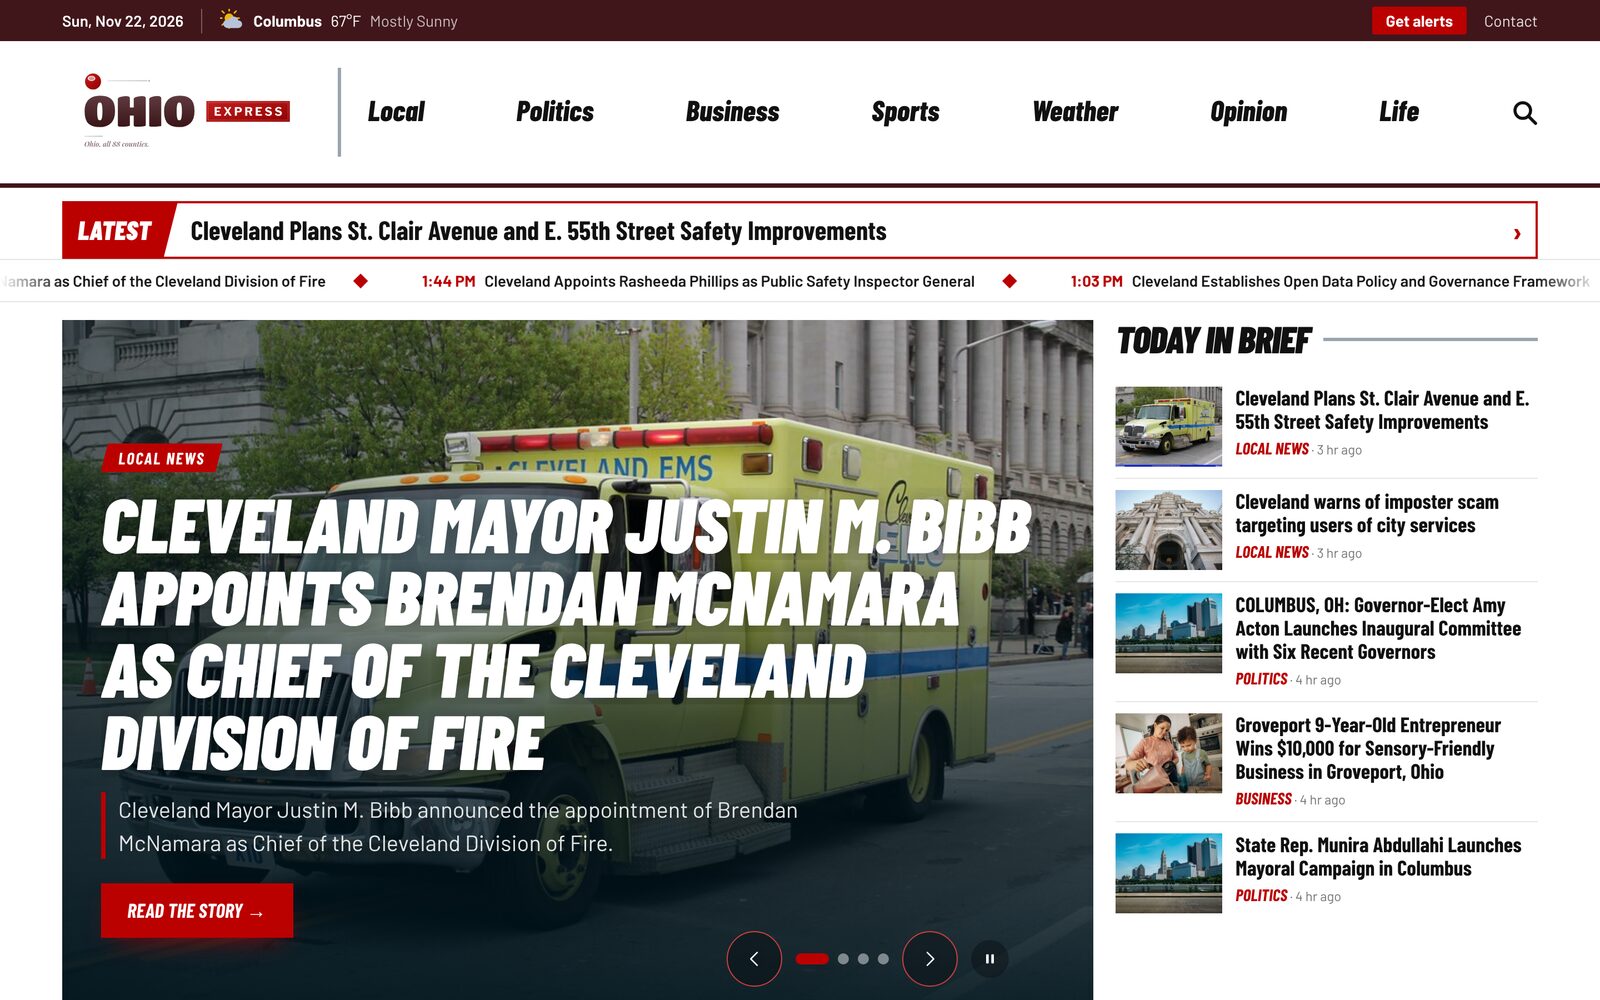 Sun, Nov 22, 2026
Columbus 67°F Mostly Sunny
Get alerts
Contact
OHIO EXPRESS
Ohio, all 88 counties.
Local
Politics
Business
Sports
Weather
Opinion
Life
LATEST
Cleveland Plans St. Clair Avenue and E. 55th Street Safety Improvements
›
as Chief of the Cleveland Division of Fire
1:44 PM Cleveland Appoints Rasheeda Phillips as Public Safety Inspector General
1:03 PM Cleveland Establishes Open Data Policy and Governance Framework
CLEVELAND EMS
LOCAL NEWS
CLEVELAND MAYOR JUSTIN M. BIBB
APPOINTS BRENDAN MCNAMARA
AS CHIEF OF THE CLEVELAND
DIVISION OF FIRE
Cleveland Mayor Justin M. Bibb announced the appointment of Brendan
McNamara as Chief of the Cleveland Division of Fire.
READ THE STORY →
TODAY IN BRIEF
Cleveland Plans St. Clair Avenue and E.
55th Street Safety Improvements
LOCAL NEWS · 3 hr ago
Cleveland warns of imposter scam
targeting users of city services
LOCAL NEWS · 3 hr ago
COLUMBUS, OH: Governor-Elect Amy
Acton Launches Inaugural Committee
with Six Recent Governors
POLITICS · 4 hr ago
Groveport 9-Year-Old Entrepreneur
Wins $10,000 for Sensory-Friendly
Business in Groveport, Ohio
BUSINESS · 4 hr ago
State Rep. Munira Abdullahi Launches
Mayoral Campaign in Columbus
POLITICS · 4 hr ago